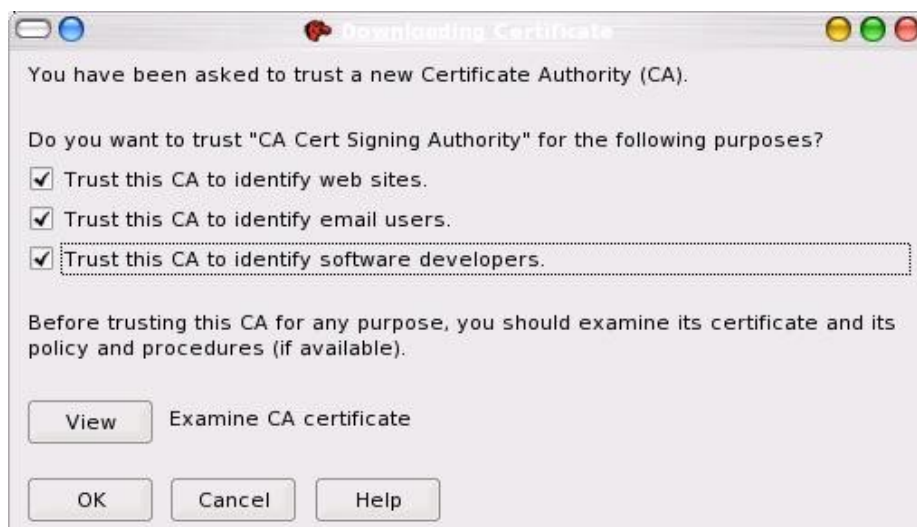 Downloading Certificate
You have been asked to trust a new Certificate Authority (CA).
Do you want to trust "CA Cert Signing Authority" for the following purposes?
Trust this CA to identify web sites.
Trust this CA to identify email users.
Trust this CA to identify software developers.
Before trusting this CA for any purpose, you should examine its certificate and its
policy and procedures (if available).
View Examine CA certificate
OK Cancel Help